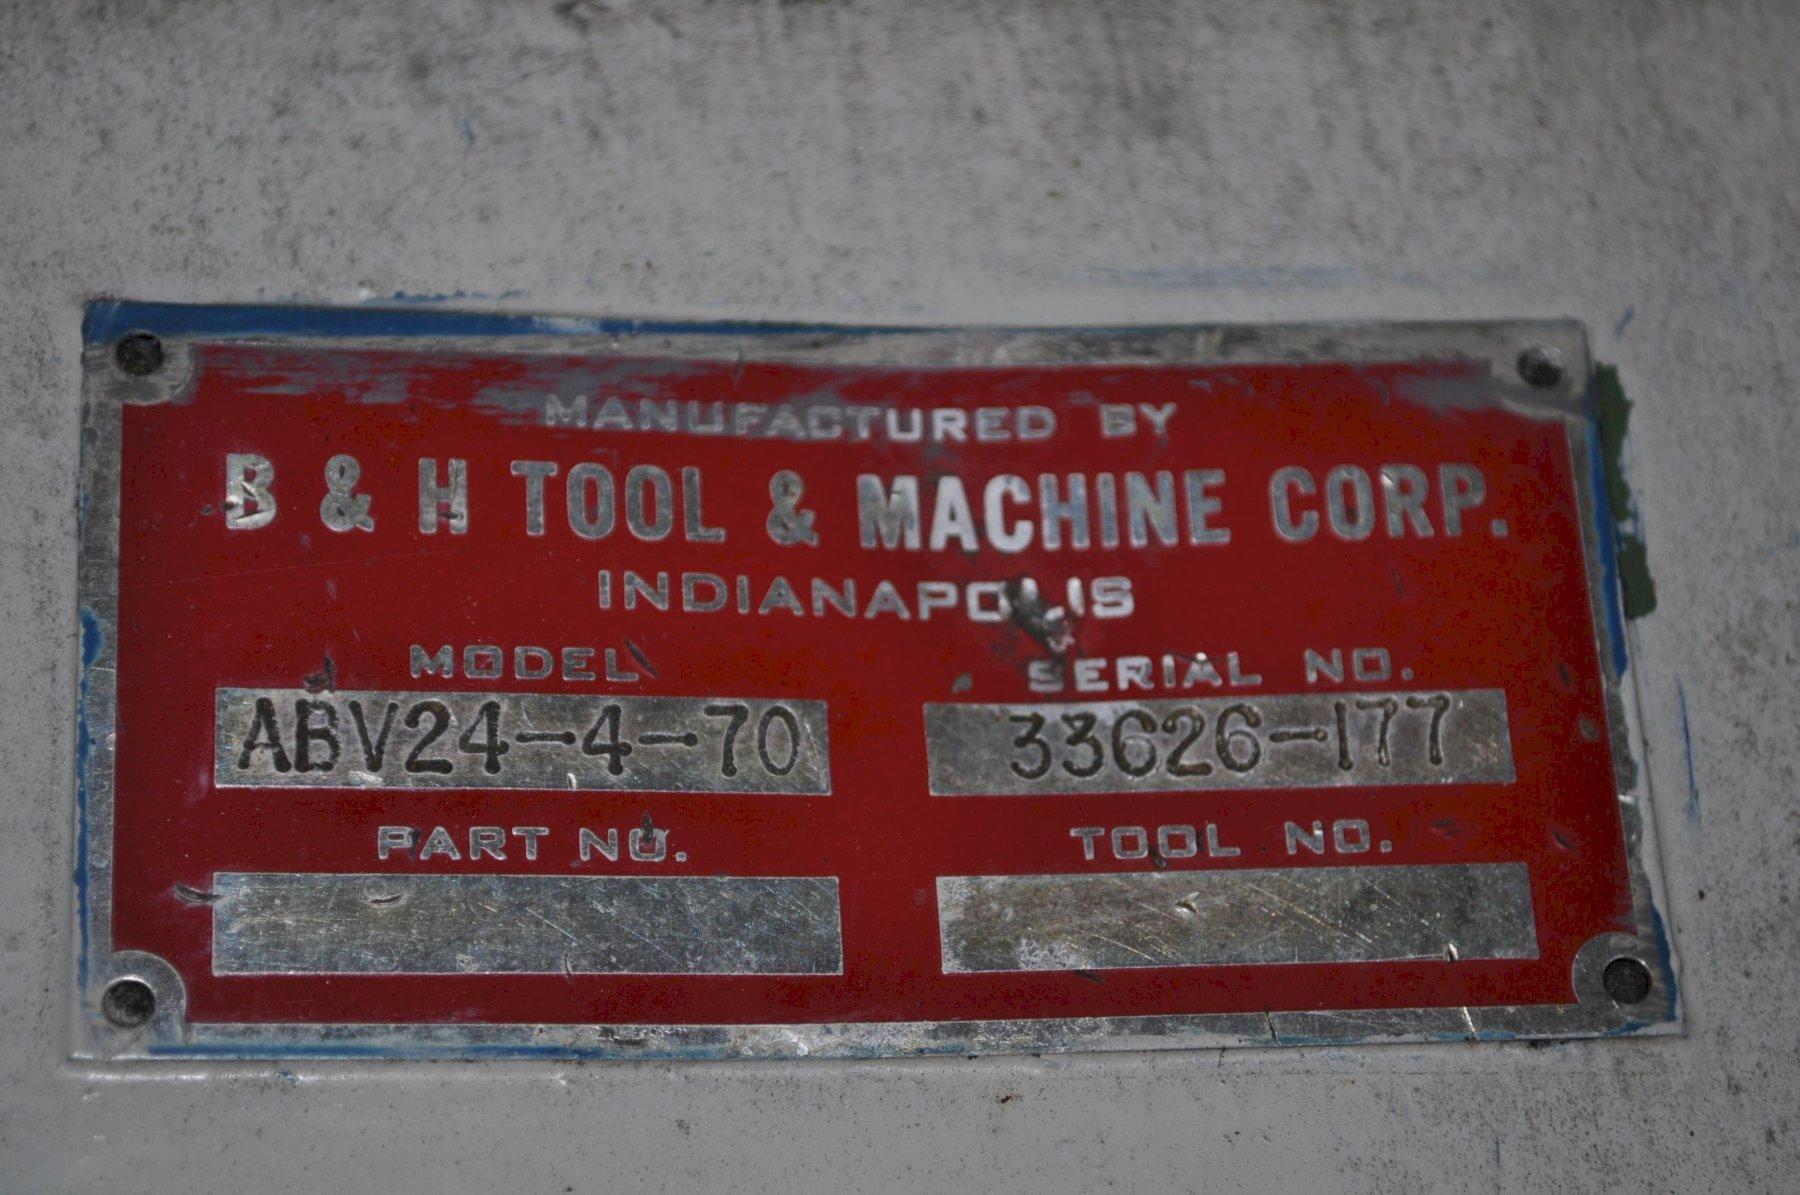 MANUFACTURED BY
B & H TOOL & MACHINE CORP.
INDIANAPOLIS
MODEL SERIAL NO.
ABV24-4-70 33626-177
PART NO. TOOL NO.